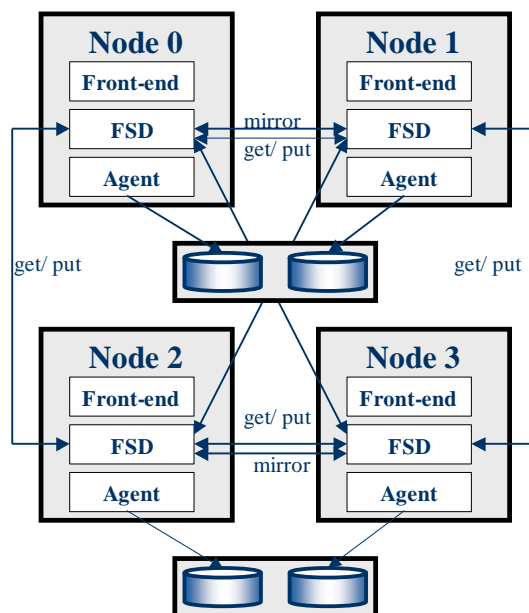 Node 0
Node 1
Front-end
Front-end
FSD
mirror
FSD
get/ put
Agent
Agent
get/ put
get/ put
Node 2
Node 3
Front-end
Front-end
get/ put
FSD
FSD
mirror
Agent
Agent